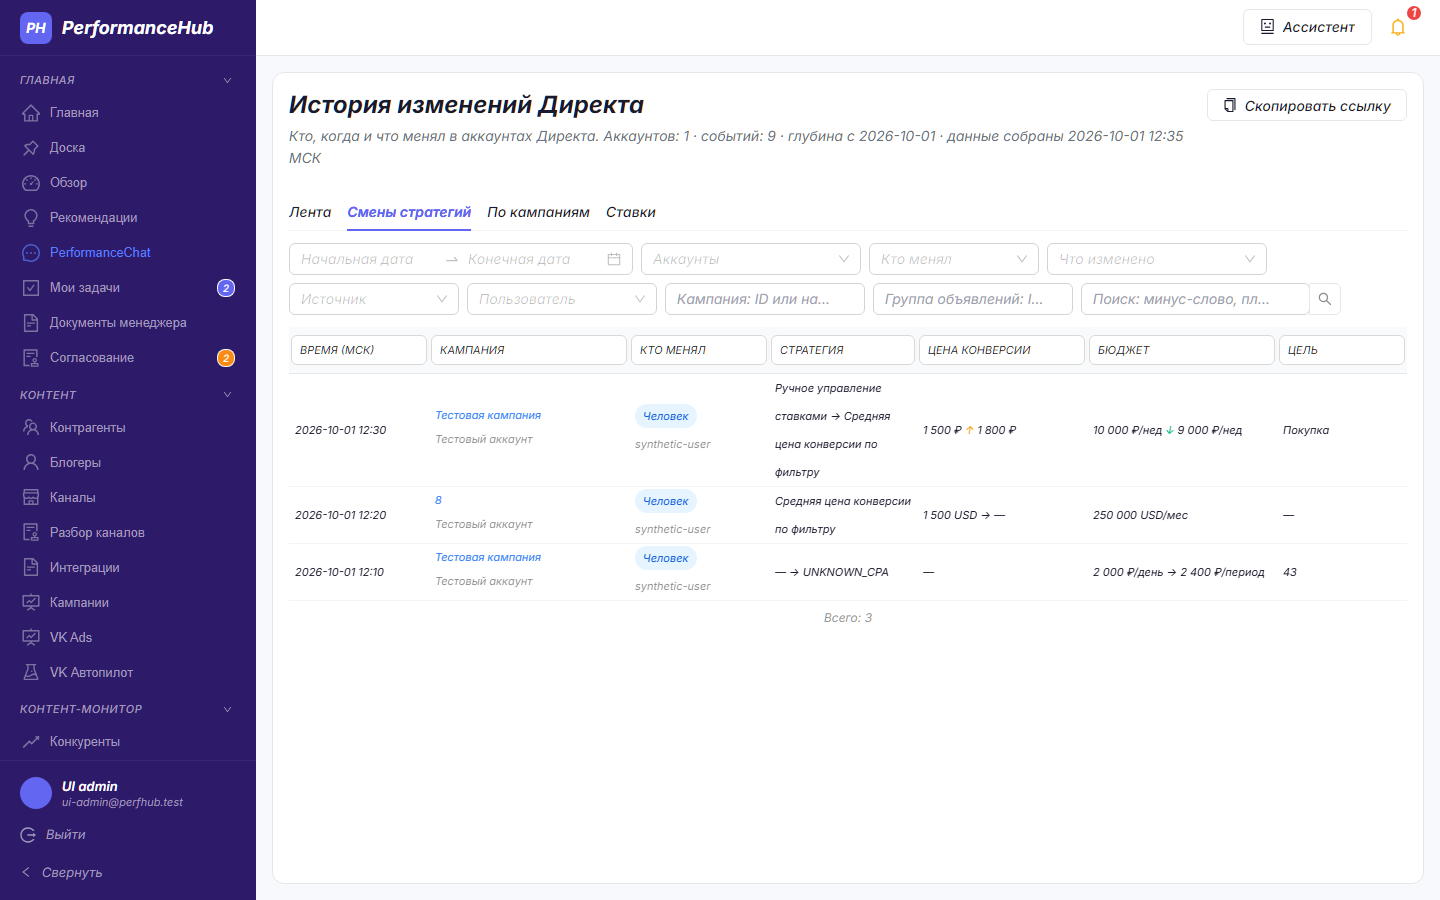 PH PerformanceHub
Ассистент
1
ГЛАВНАЯ
Главная
Доска
Обзор
Рекомендации
PerformanceChat
Мои задачи 2
Документы менеджера
Согласование 2
КОНТЕНТ
Контрагенты
Блогеры
Каналы
Разбор каналов
Интеграции
Кампании
VK Ads
VK Автопилот
КОНТЕНТ-МОНИТОР
Конкуренты
UI admin
ui-admin@perfhub.test
Выйти
Свернуть
История изменений Директа
Скопировать ссылку
Кто, когда и что менял в аккаунтах Директа. Аккаунтов: 1 · событий: 9 · глубина с 2026-10-01 · данные собраны 2026-10-01 12:35
МСК
Лента Смены стратегий По кампаниям Ставки
Начальная дата → Конечная дата Аккаунты Кто менял Что изменено
Источник Пользователь Кампания: ID или на... Группа объявлений: I... Поиск: минус-слово, пл...
ВРЕМЯ (МСК) КАМПАНИЯ КТО МЕНЯЛ СТРАТЕГИЯ ЦЕНА КОНВЕРСИИ БЮДЖЕТ ЦЕЛЬ
2026-10-01 12:30
Тестовая кампания
Тестовый аккаунт
Человек
synthetic-user
Ручное управление
ставками → Средняя
цена конверсии по
фильтру
1 500 ₽ ↑ 1 800 ₽
10 000 ₽/нед ↓ 9 000 ₽/нед
Покупка
2026-10-01 12:20
8
Тестовый аккаунт
Человек
synthetic-user
Средняя цена конверсии
по фильтру
1 500 USD → —
250 000 USD/мес
—
2026-10-01 12:10
Тестовая кампания
Тестовый аккаунт
Человек
synthetic-user
— → UNKNOWN_CPA
—
2 000 ₽/день → 2 400 ₽/период
43
Всего: 3